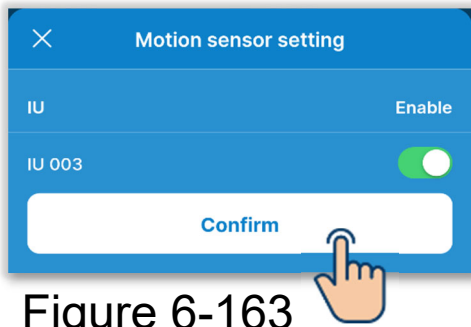 Motion sensor setting
IU Enable
IU 003
Confirm
Figure 6-163